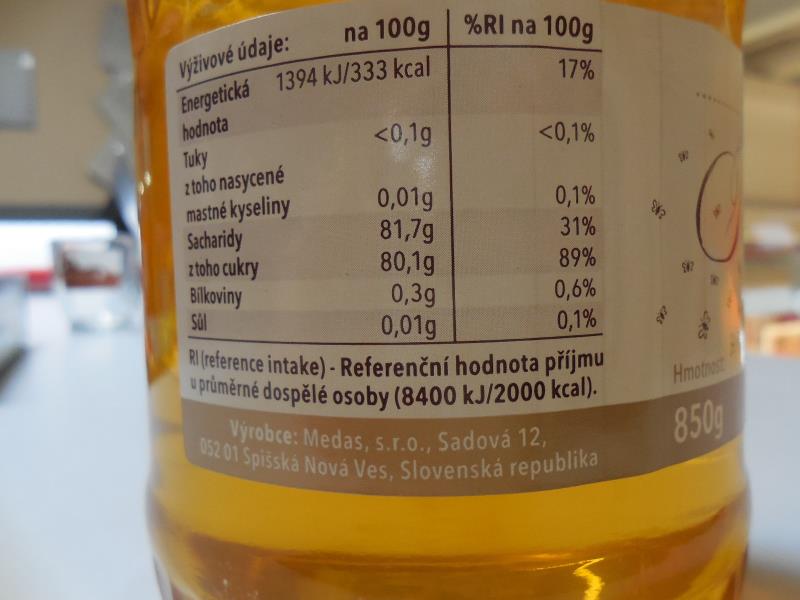 Výživové údaje: na 100g %RI na 100g
Energetická hodnota 1394 kJ/333 kcal 17%
Tuky <0,1g <0,1%
z toho nasycené
mastné kyseliny 0,01g 0,1%
Sacharidy 81,7g 31%
z toho cukry 80,1g 89%
Bílkoviny 0,3g 0,6%
Sůl 0,01g 0,1%
RI (reference intake) - Referenční hodnota příjmu
u průměrné dospělé osoby (8400 kJ/2000 kcal).
Výrobce: Medas, s.r.o., Sadová 12,
052 01 Spišská Nová Ves, Slovenská republika
Hmotnost:
850g